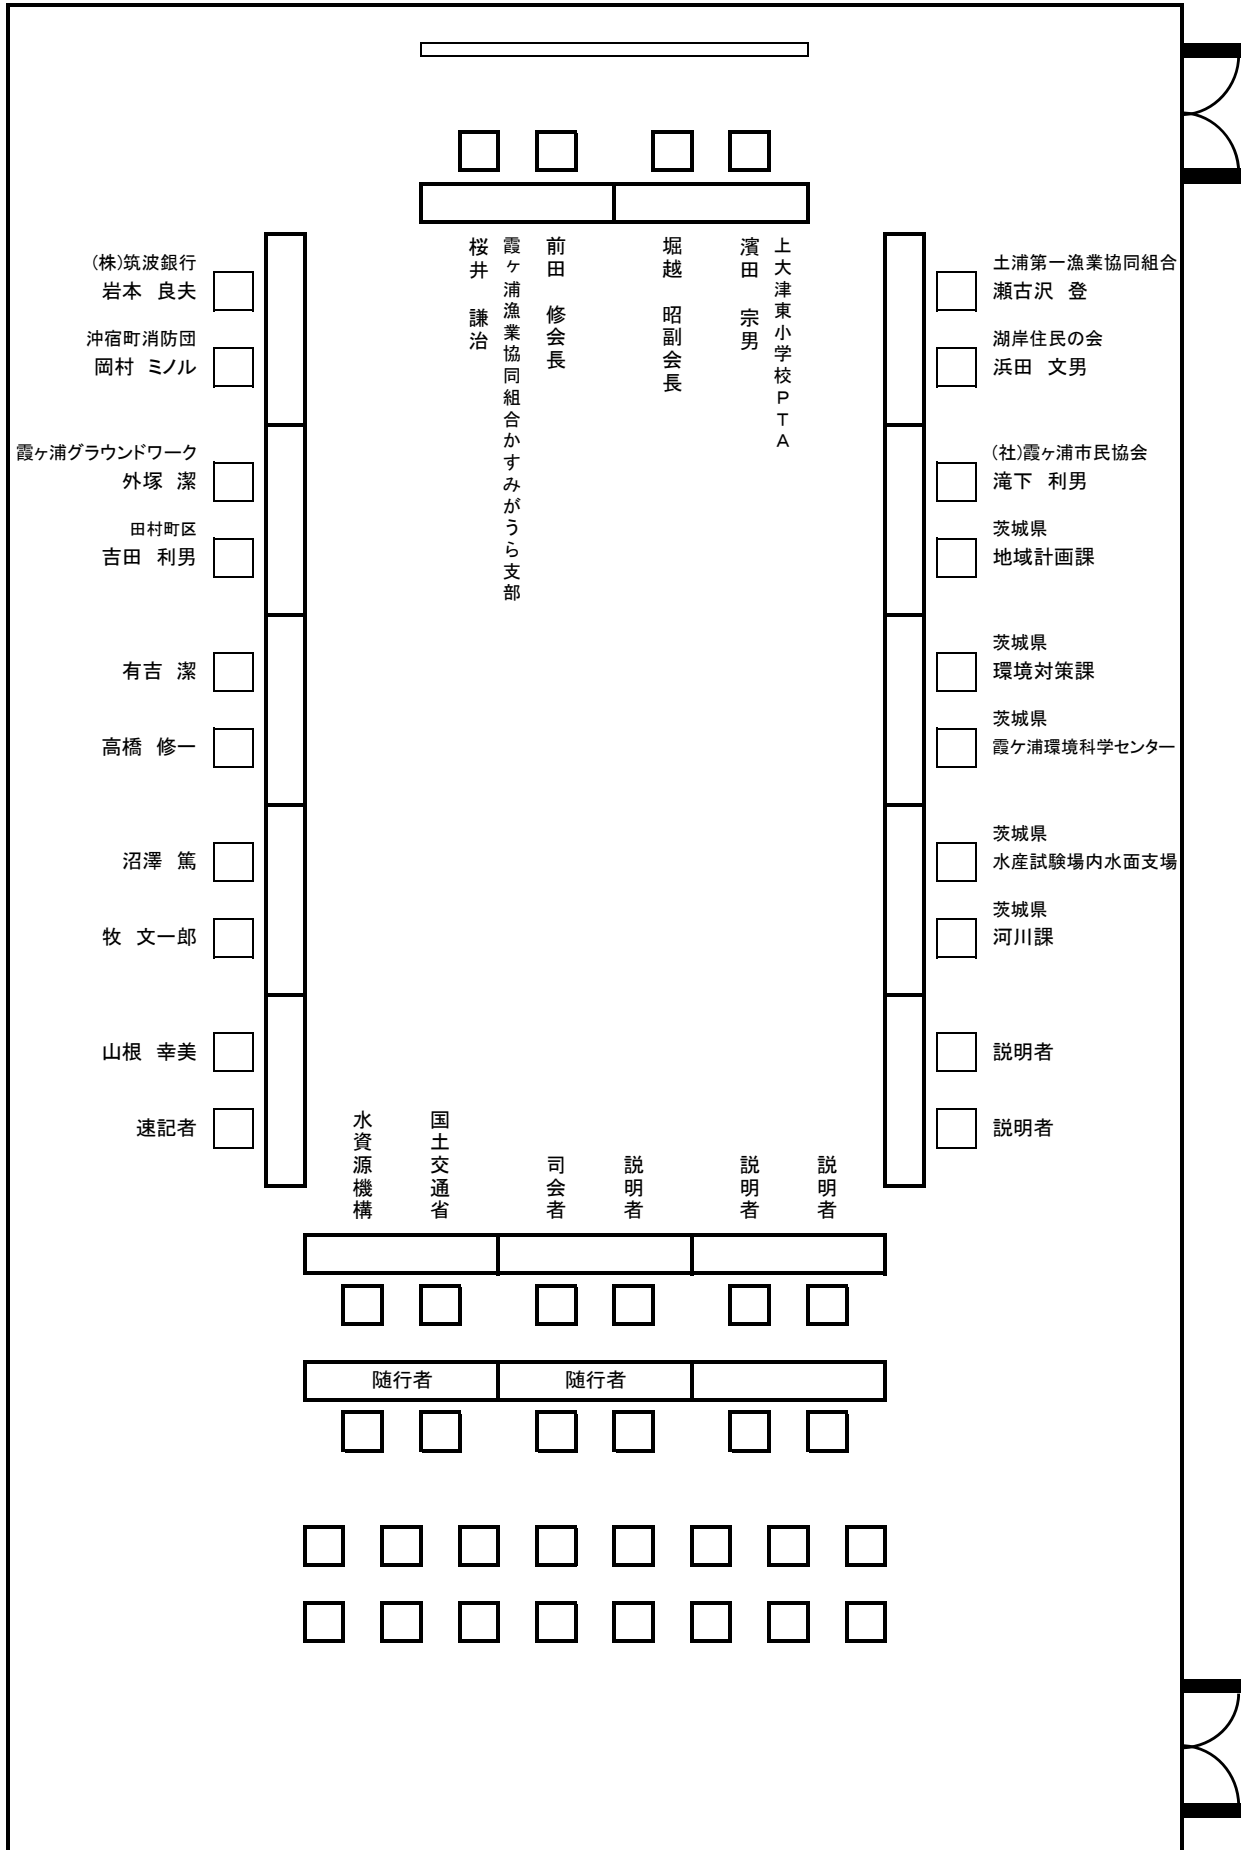 桜井 謙治
霞ヶ浦漁業協同組合かすみがうら支部
前田 修会長
堀越 昭副会長
濱田 宗男
上大津東小学校PTA
(株)筑波銀行
岩本 良夫
沖宿町消防団
岡村 ミノル
霞ヶ浦グラウンドワーク
外塚 潔
田村町区
吉田 利男
有吉 潔
高橋 修一
沼澤 篤
牧 文一郎
山根 幸美
速記者
土浦第一漁業協同組合
瀬古沢 登
湖岸住民の会
浜田 文男
(社)霞ヶ浦市民協会
滝下 利男
茨城県
地域計画課
茨城県
環境対策課
茨城県
霞ケ浦環境科学センター
茨城県
水産試験場内水面支場
茨城県
河川課
説明者
説明者
水資源機構
国土交通省
司会者
説明者
説明者
説明者
随行者
随行者